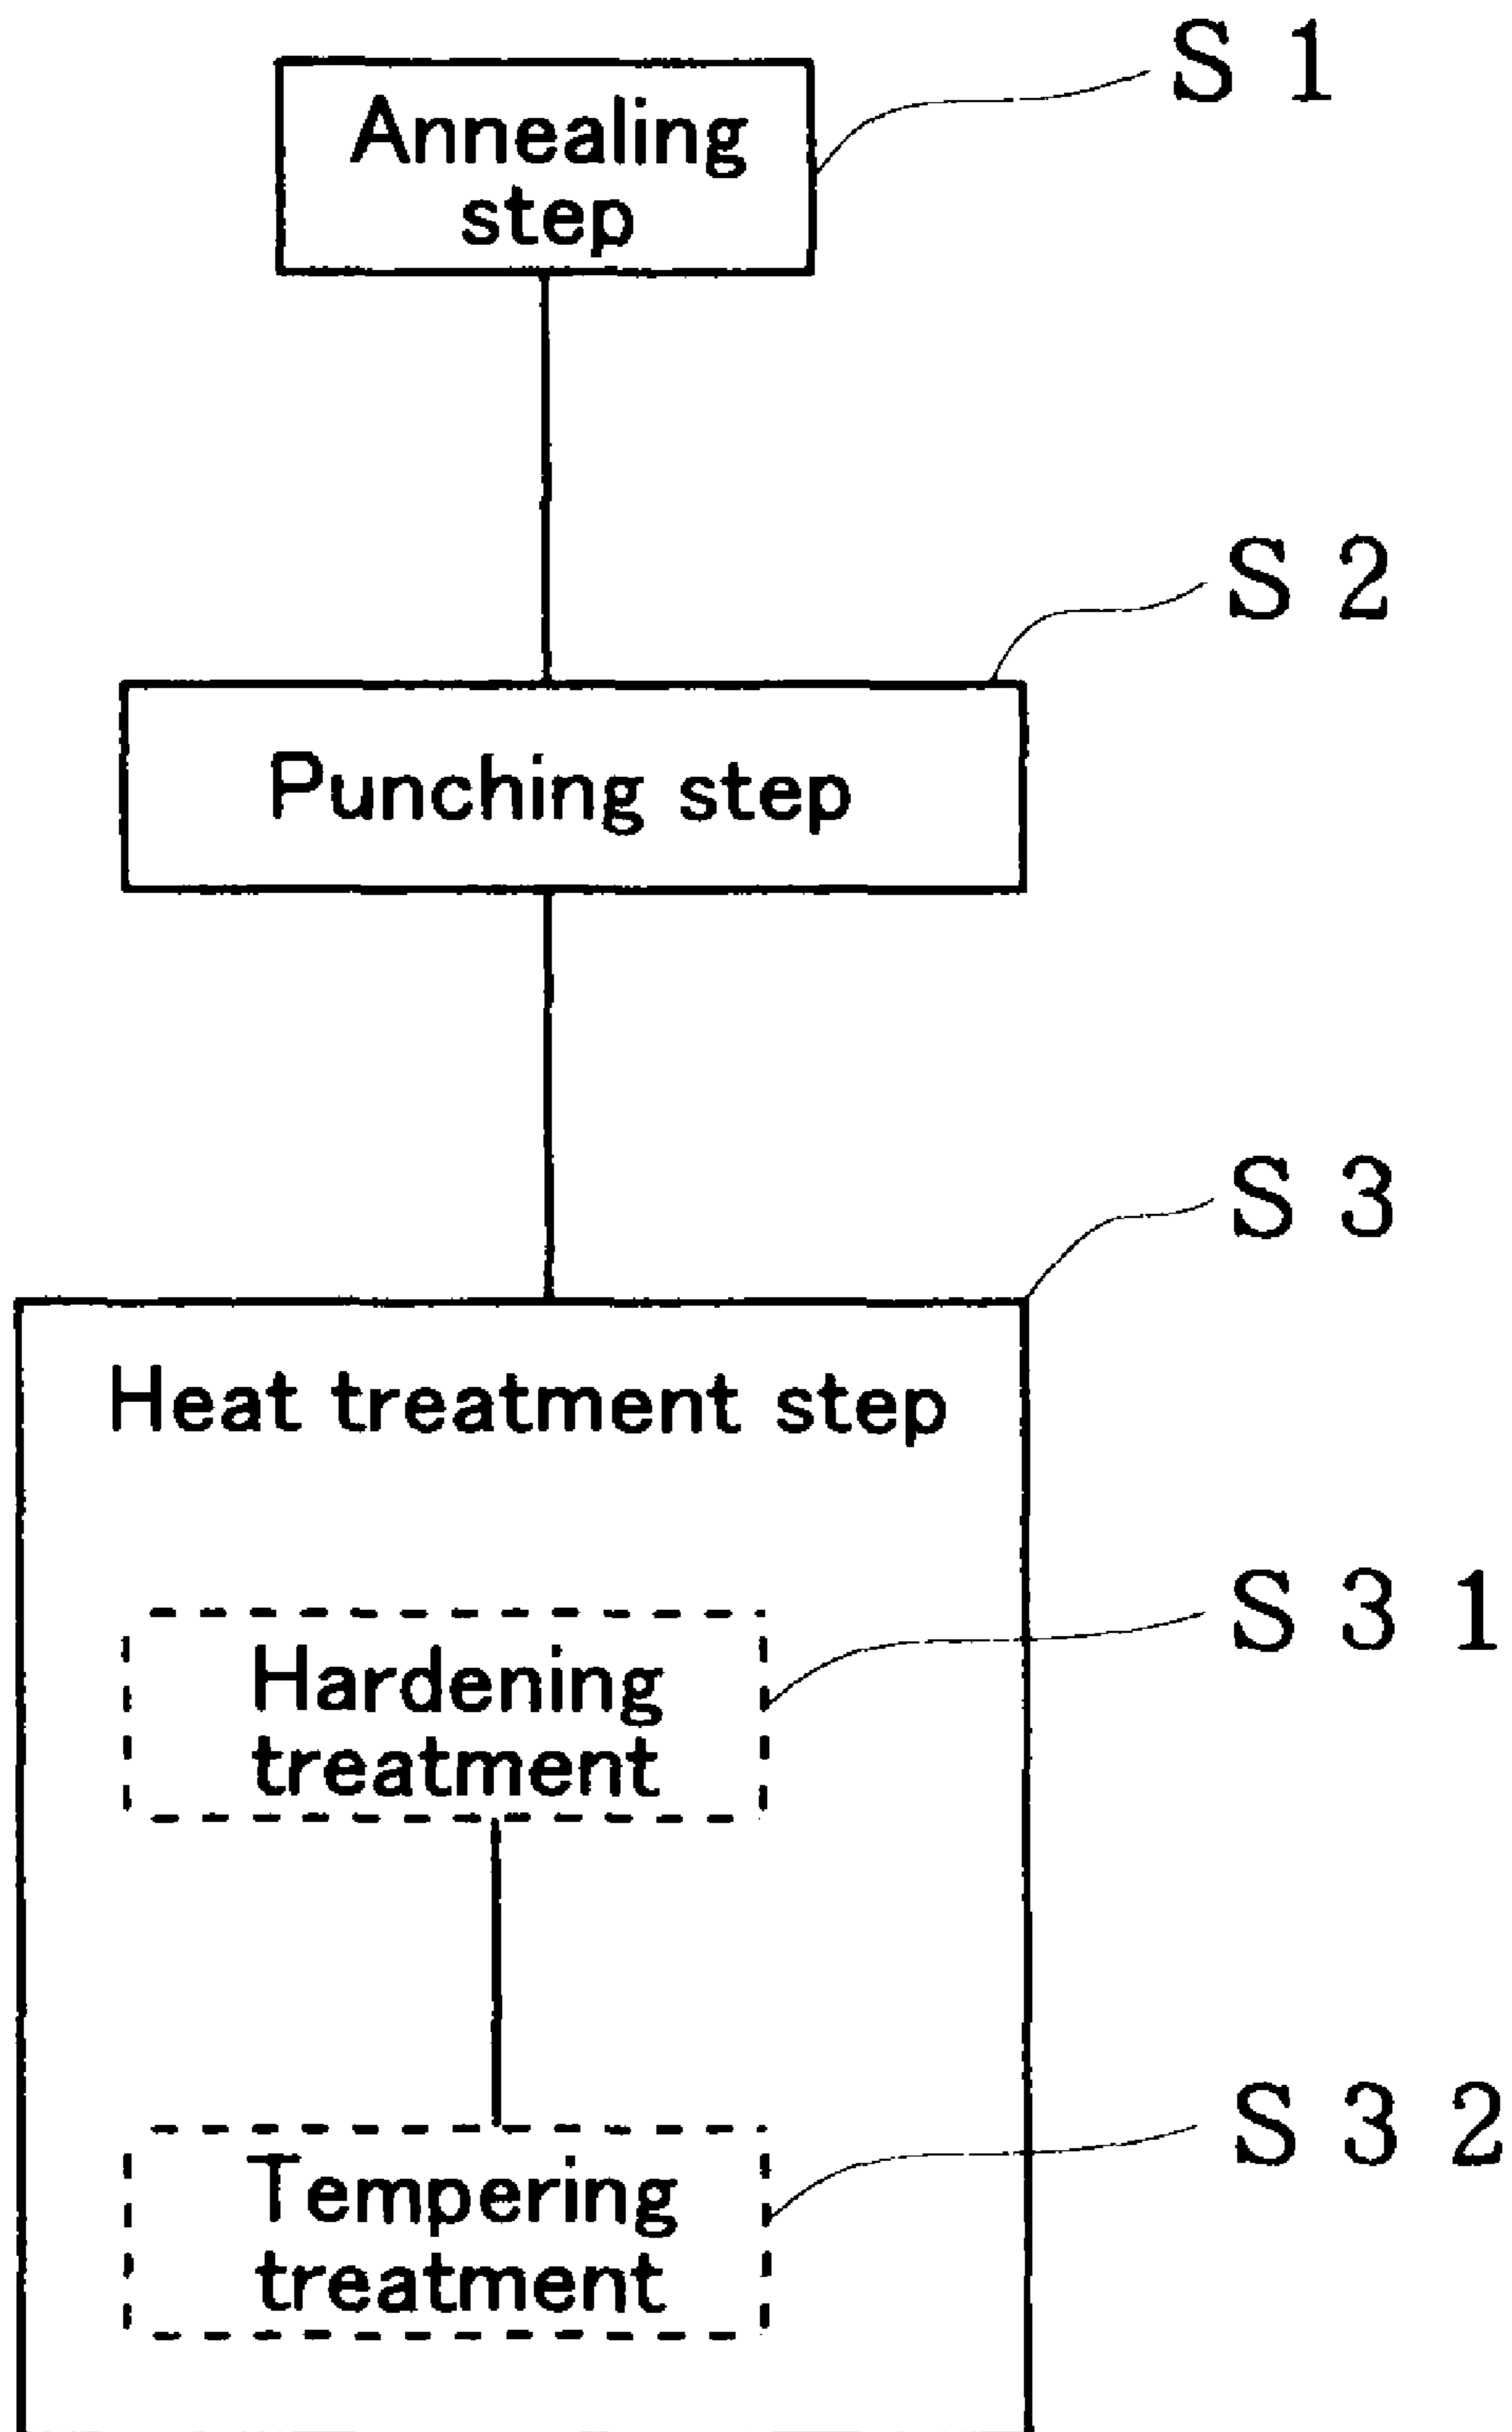 S 1
Annealing
step
S 2
Punching step
S 3
Heat treatment step
S 3 1
Hardening
treatment
S 3 2
Tempering
treatment